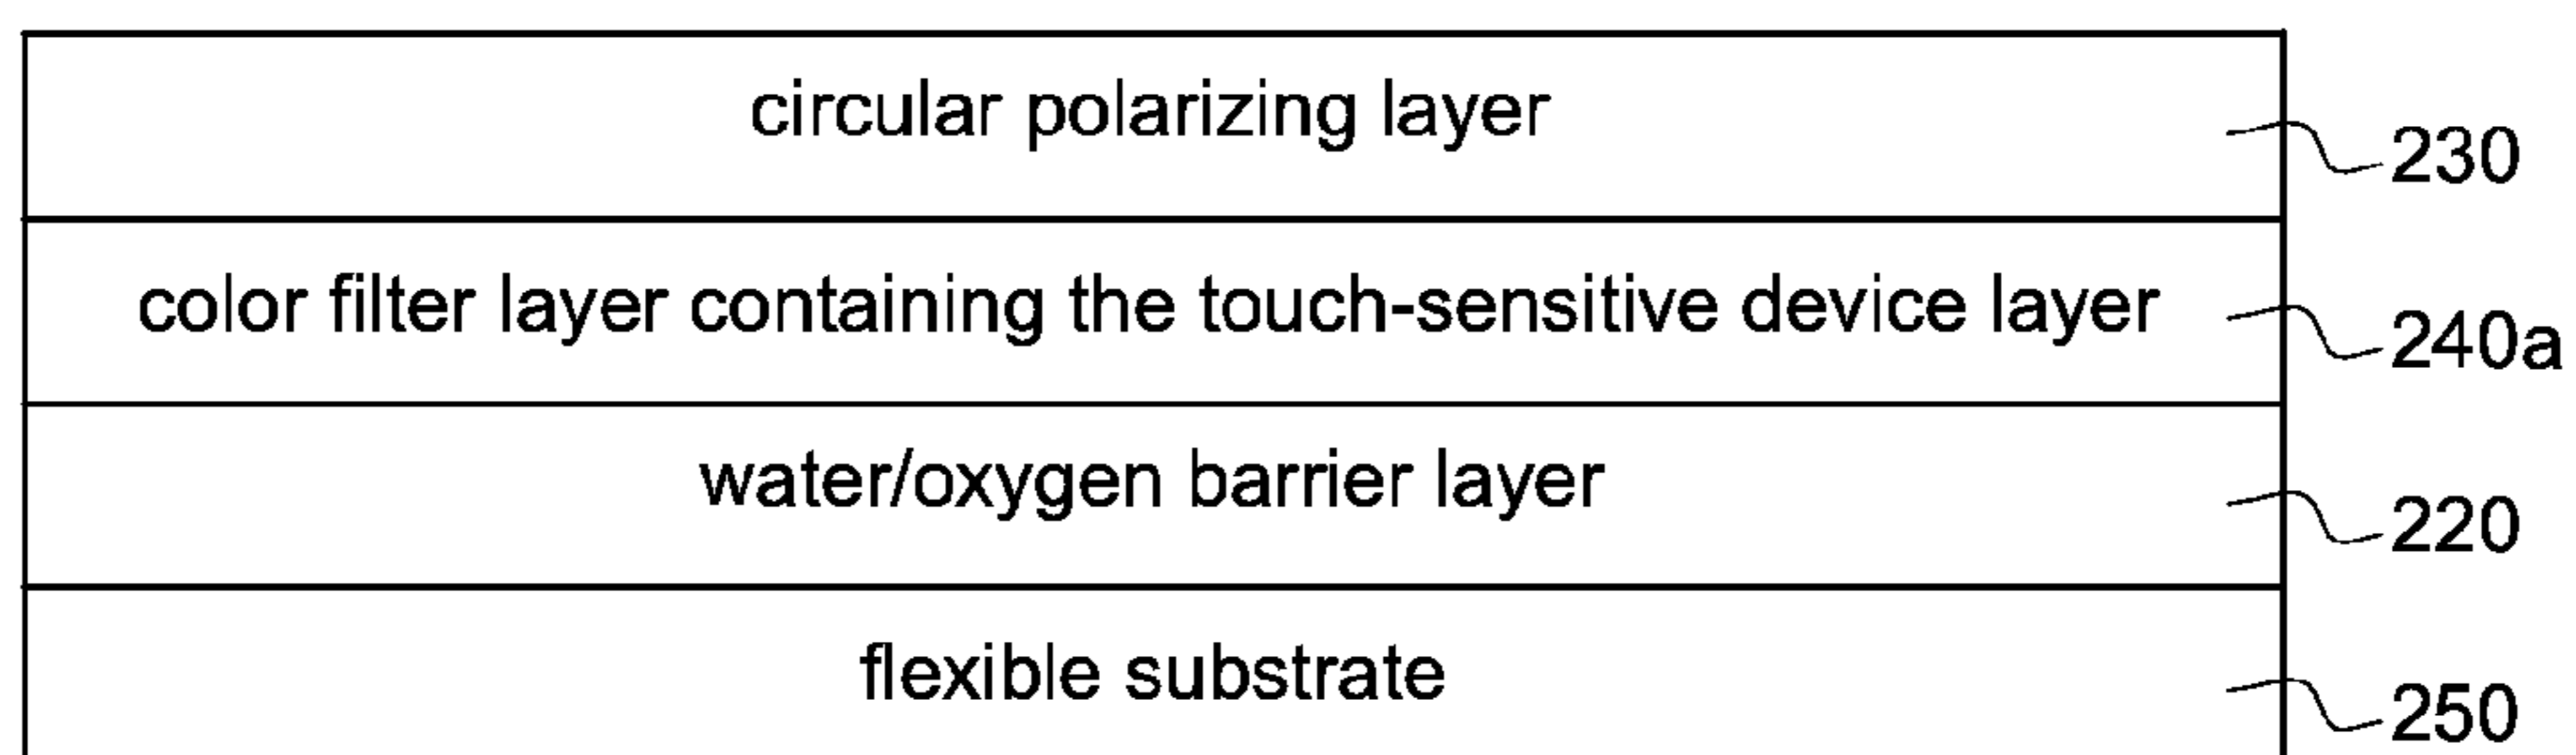 circular polarizing layer
230
color filter layer containing the touch-sensitive device layer
240a
water/oxygen barrier layer
220
flexible substrate
250